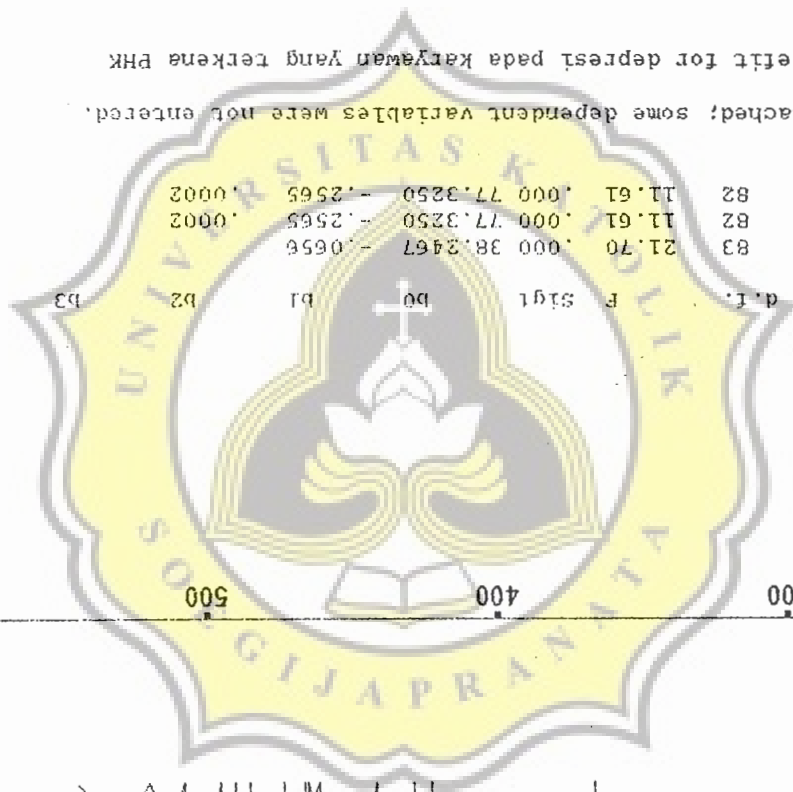 00 400 500
d.f. F Sigf b0 b1 b2 b3
83 21.70 .000 38.2467 -.0656
82 11.61 .000 77.3250 -.2565 .0002
82 11.61 .000 77.3250 -.2565 .0002
ached; some dependent variables were not entered.
efit for depresi pada karyawan yang terkena PHK
UNIVERSITAS KATOLIK
SOEGIJAPRANATA